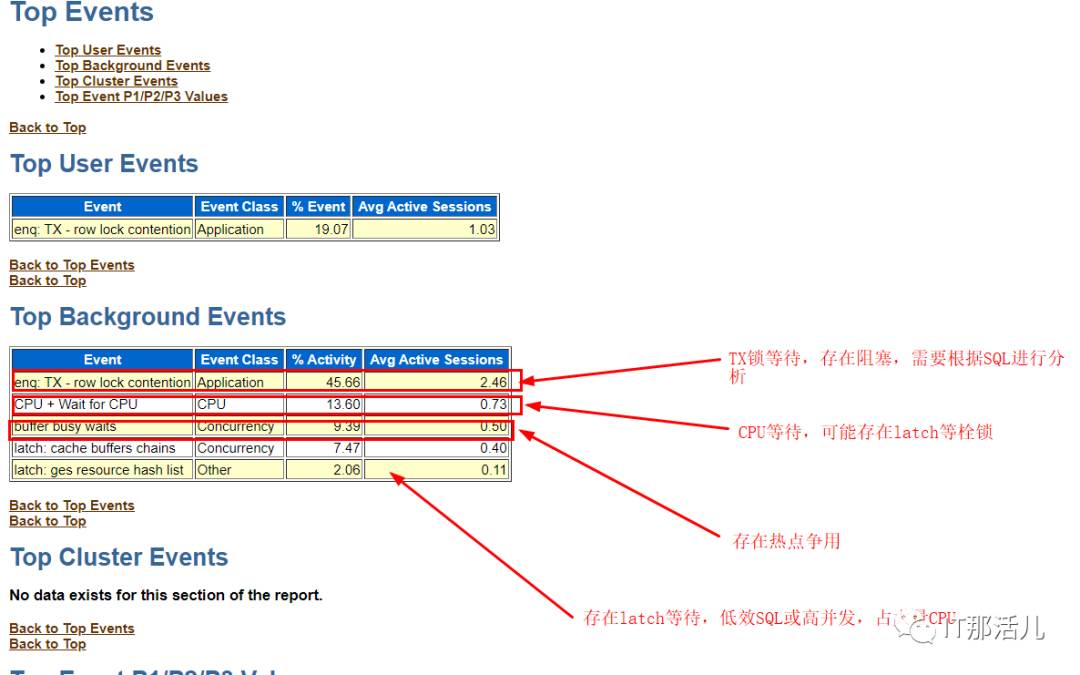 Top Events
Top User Events
Top Background Events
Top Cluster Events
Top Event P1/P2/P3 Values
Back to Top
Top User Events
Event Event Class % Event Avg Active Sessions
enq: TX - row lock contention Application 19.07 1.03
Back to Top Events
Back to Top
Top Background Events
Event Event Class % Activity Avg Active Sessions
enq: TX - row lock contention Application 45.66 2.46
CPU + Wait for CPU CPU 13.60 0.73
buffer busy waits Concurrency 9.39 0.50
latch: cache buffers chains Concurrency 7.47 0.40
latch: ges resource hash list Other 2.06 0.11
TX锁等待，存在阻塞，需要根据SQL进行分
析
CPU等待，可能存在latch等栓锁
存在热点争用
存在latch等待，低效SQL或高并发，占 CPU
Back to Top Events
Back to Top
Top Cluster Events
No data exists for this section of the report.
Back to Top Events
Back to Top
IT那活儿